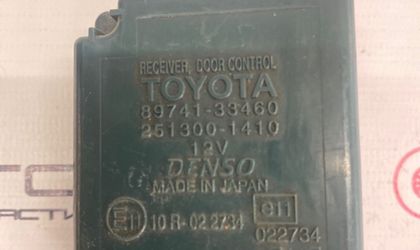 RECEIVER, DOOR CONTROL
TOYOTA
89741-33460
251300-1410
12V
DENSO
MADE IN JAPAN
E11 10 R-02 2734
e11
022734